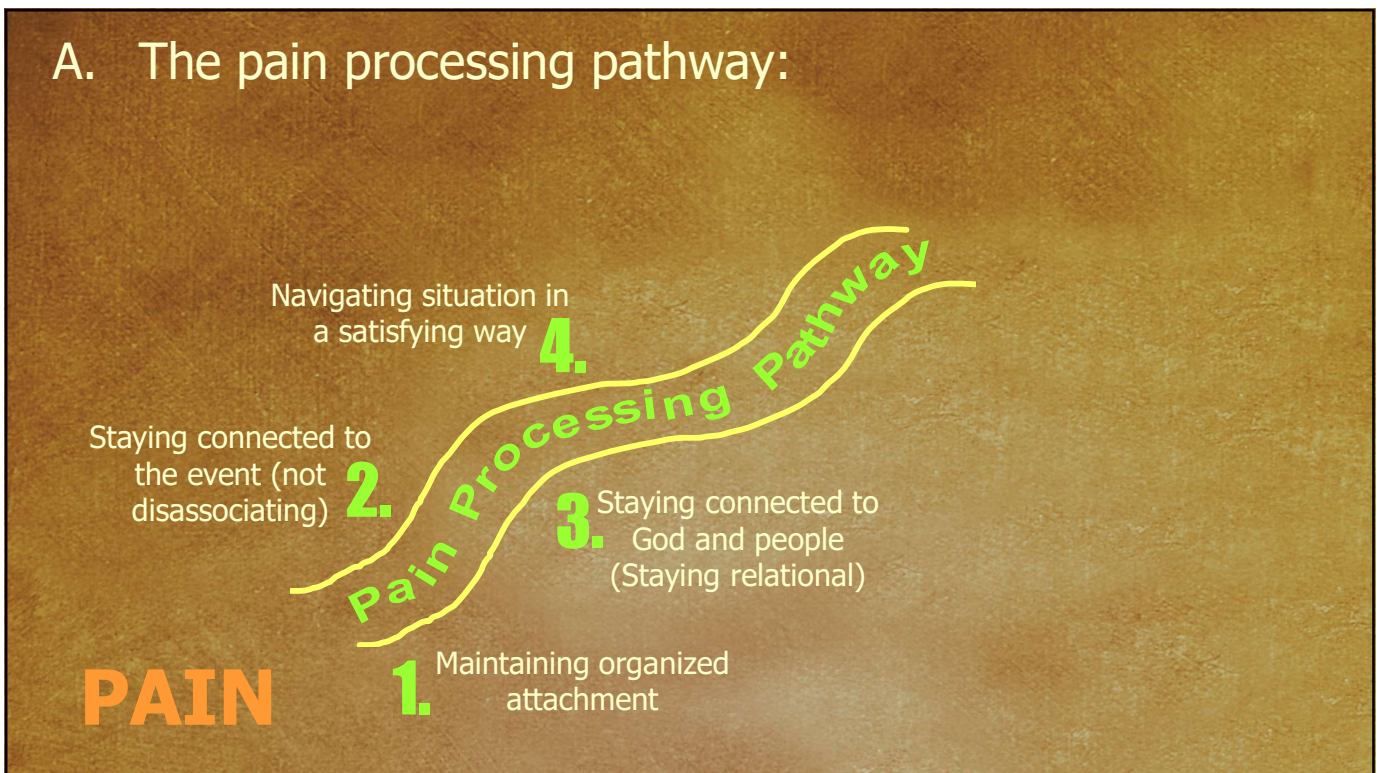 A. The pain processing pathway:
Navigating situation in
a satisfying way
4.
Staying connected to
the event (not
disassociating)
2.
Pain Processing Pathway
3.
Staying connected to
God and people
(Staying relational)
PAIN
1.
Maintaining organized
attachment